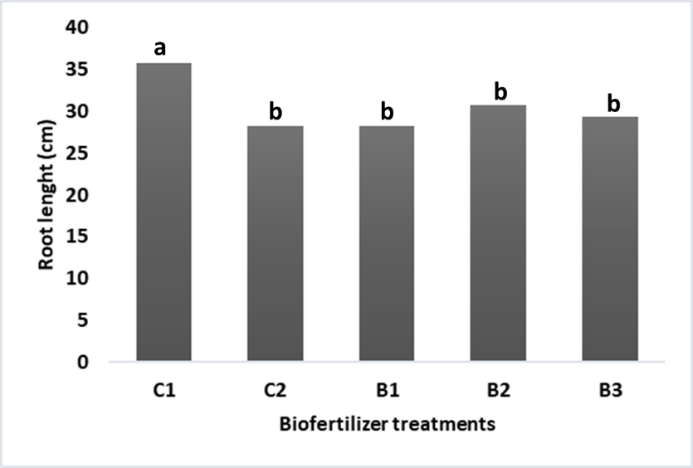 40
35
30
25
20
15
10
5
0
Root lenght (cm)
a
b
b
b
b
C1 C2 B1 B2 B3
Biofertilizer treatments